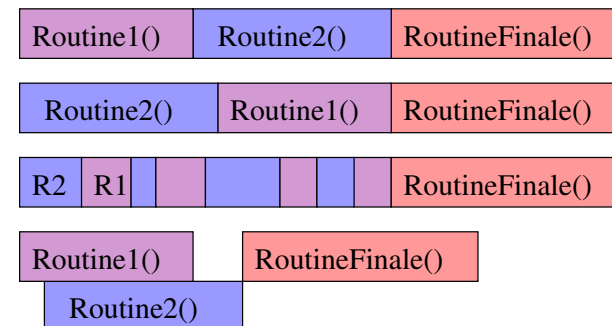 Routine1() Routine2() RoutineFinale()
Routine2() Routine1() RoutineFinale()
R2 R1 RoutineFinale()
Routine1() RoutineFinale()
Routine2()